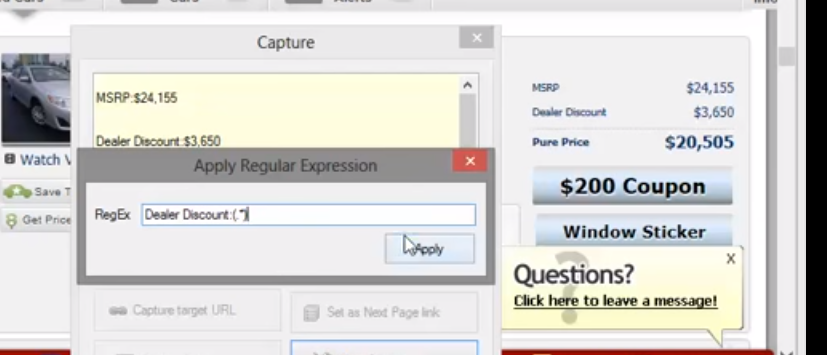 Capture
MSRP:$24,155
Dealer Discount:$3,650
Apply Regular Expression
RegEx
Dealer Discount:(.*)
Apply
Capture target URL
Set as Next Page link
Watch V
Save T
Get Price
MSRP $24,155
Dealer Discount $3,650
Pure Price $20,505
$200 Coupon
Window Sticker
Questions?
X
Click here to leave a message!